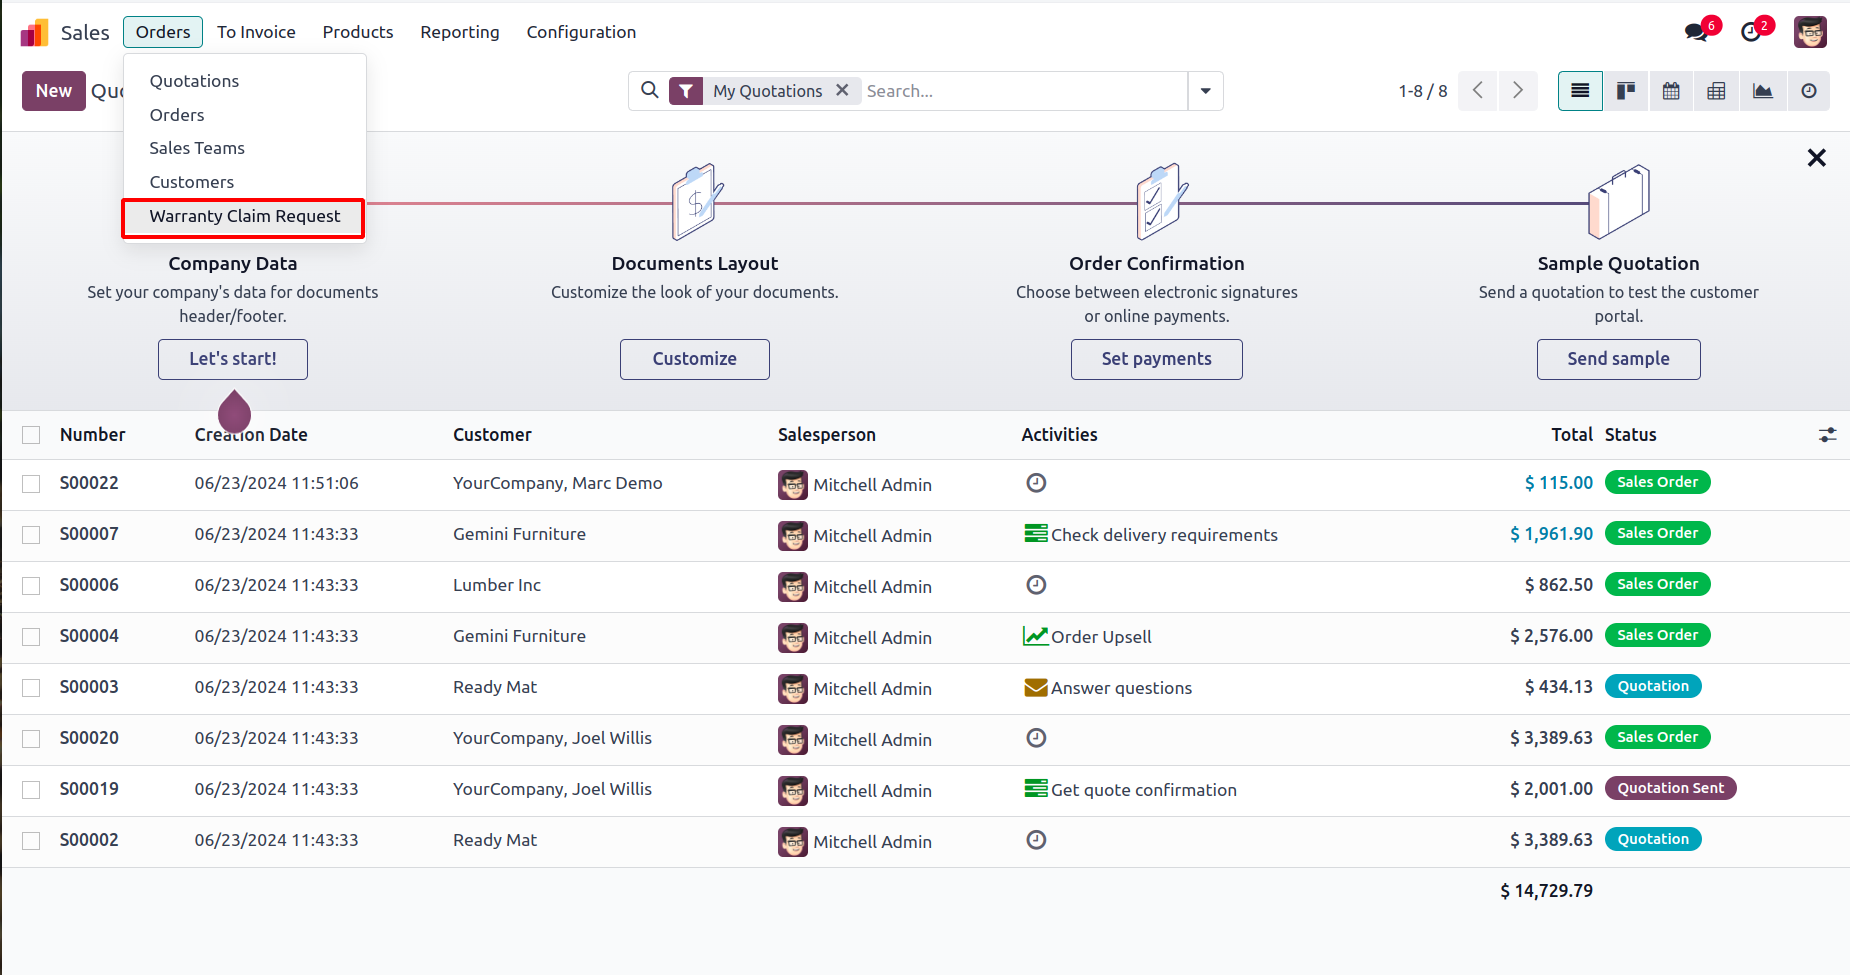 Sales Orders To Invoice Products Reporting Configuration 6 2
New Quo My Quotations Search... 1-8 / 8
Quotations
Orders
Sales Teams
Customers
Warranty Claim Request
Company Data
Set your company's data for documents
header/footer.
Let's start!
Documents Layout
Customize the look of your documents.
Customize
Order Confirmation
Choose between electronic signatures
or online payments.
Set payments
Sample Quotation
Send a quotation to test the customer
portal.
Send sample
Number Creation Date Customer Salesperson Activities Total Status
S00022 06/23/2024 11:51:06 YourCompany, Marc Demo Mitchell Admin $ 115.00 Sales Order
S00007 06/23/2024 11:43:33 Gemini Furniture Mitchell Admin Check delivery requirements $ 1,961.90 Sales Order
S00006 06/23/2024 11:43:33 Lumber Inc Mitchell Admin $ 862.50 Sales Order
S00004 06/23/2024 11:43:33 Gemini Furniture Mitchell Admin Order Upsell $ 2,576.00 Sales Order
S00003 06/23/2024 11:43:33 Ready Mat Mitchell Admin Answer questions $ 434.13 Quotation
S00020 06/23/2024 11:43:33 YourCompany, Joel Willis Mitchell Admin $ 3,389.63 Sales Order
S00019 06/23/2024 11:43:33 YourCompany, Joel Willis Mitchell Admin Get quote confirmation $ 2,001.00 Quotation Sent
S00002 06/23/2024 11:43:33 Ready Mat Mitchell Admin $ 3,389.63 Quotation
$ 14,729.79